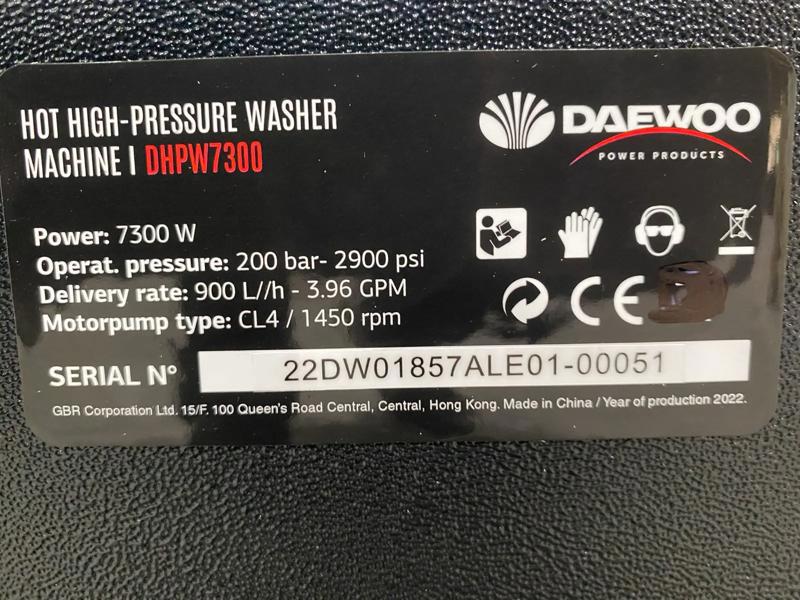 HOT HIGH-PRESSURE WASHER
MACHINE | DHPW7300
DAEWOO
POWER PRODUCTS
Power: 7300 W
Operat. pressure: 200 bar- 2900 psi
Delivery rate: 900 L//h - 3.96 GPM
Motorpump type: CL4 / 1450 rpm
CE
SERIAL N° 22DW01857ALE01-00051
GBR Corporation Ltd. 15/F. 100 Queen's Road Central, Central, Hong Kong. Made in China / Year of production 2022.